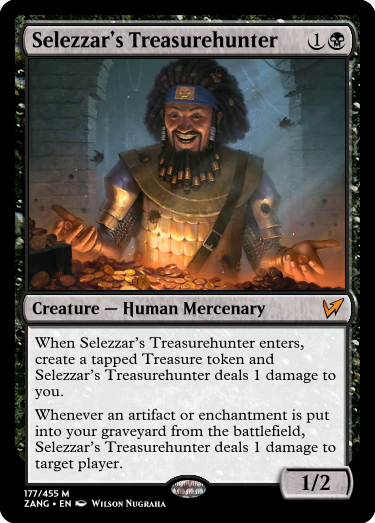 Selezzar's Treasurehunter 1
Creature — Human Mercenary
When Selezzar's Treasurehunter enters,
create a tapped Treasure token and
Selezzar's Treasurehunter deals 1 damage to
you.
Whenever an artifact or enchantment is put
into your graveyard from the battlefield,
Selezzar's Treasurehunter deals 1 damage to
target player.
1/2
177/455 M
ZANG • EN Wilson Nugraha